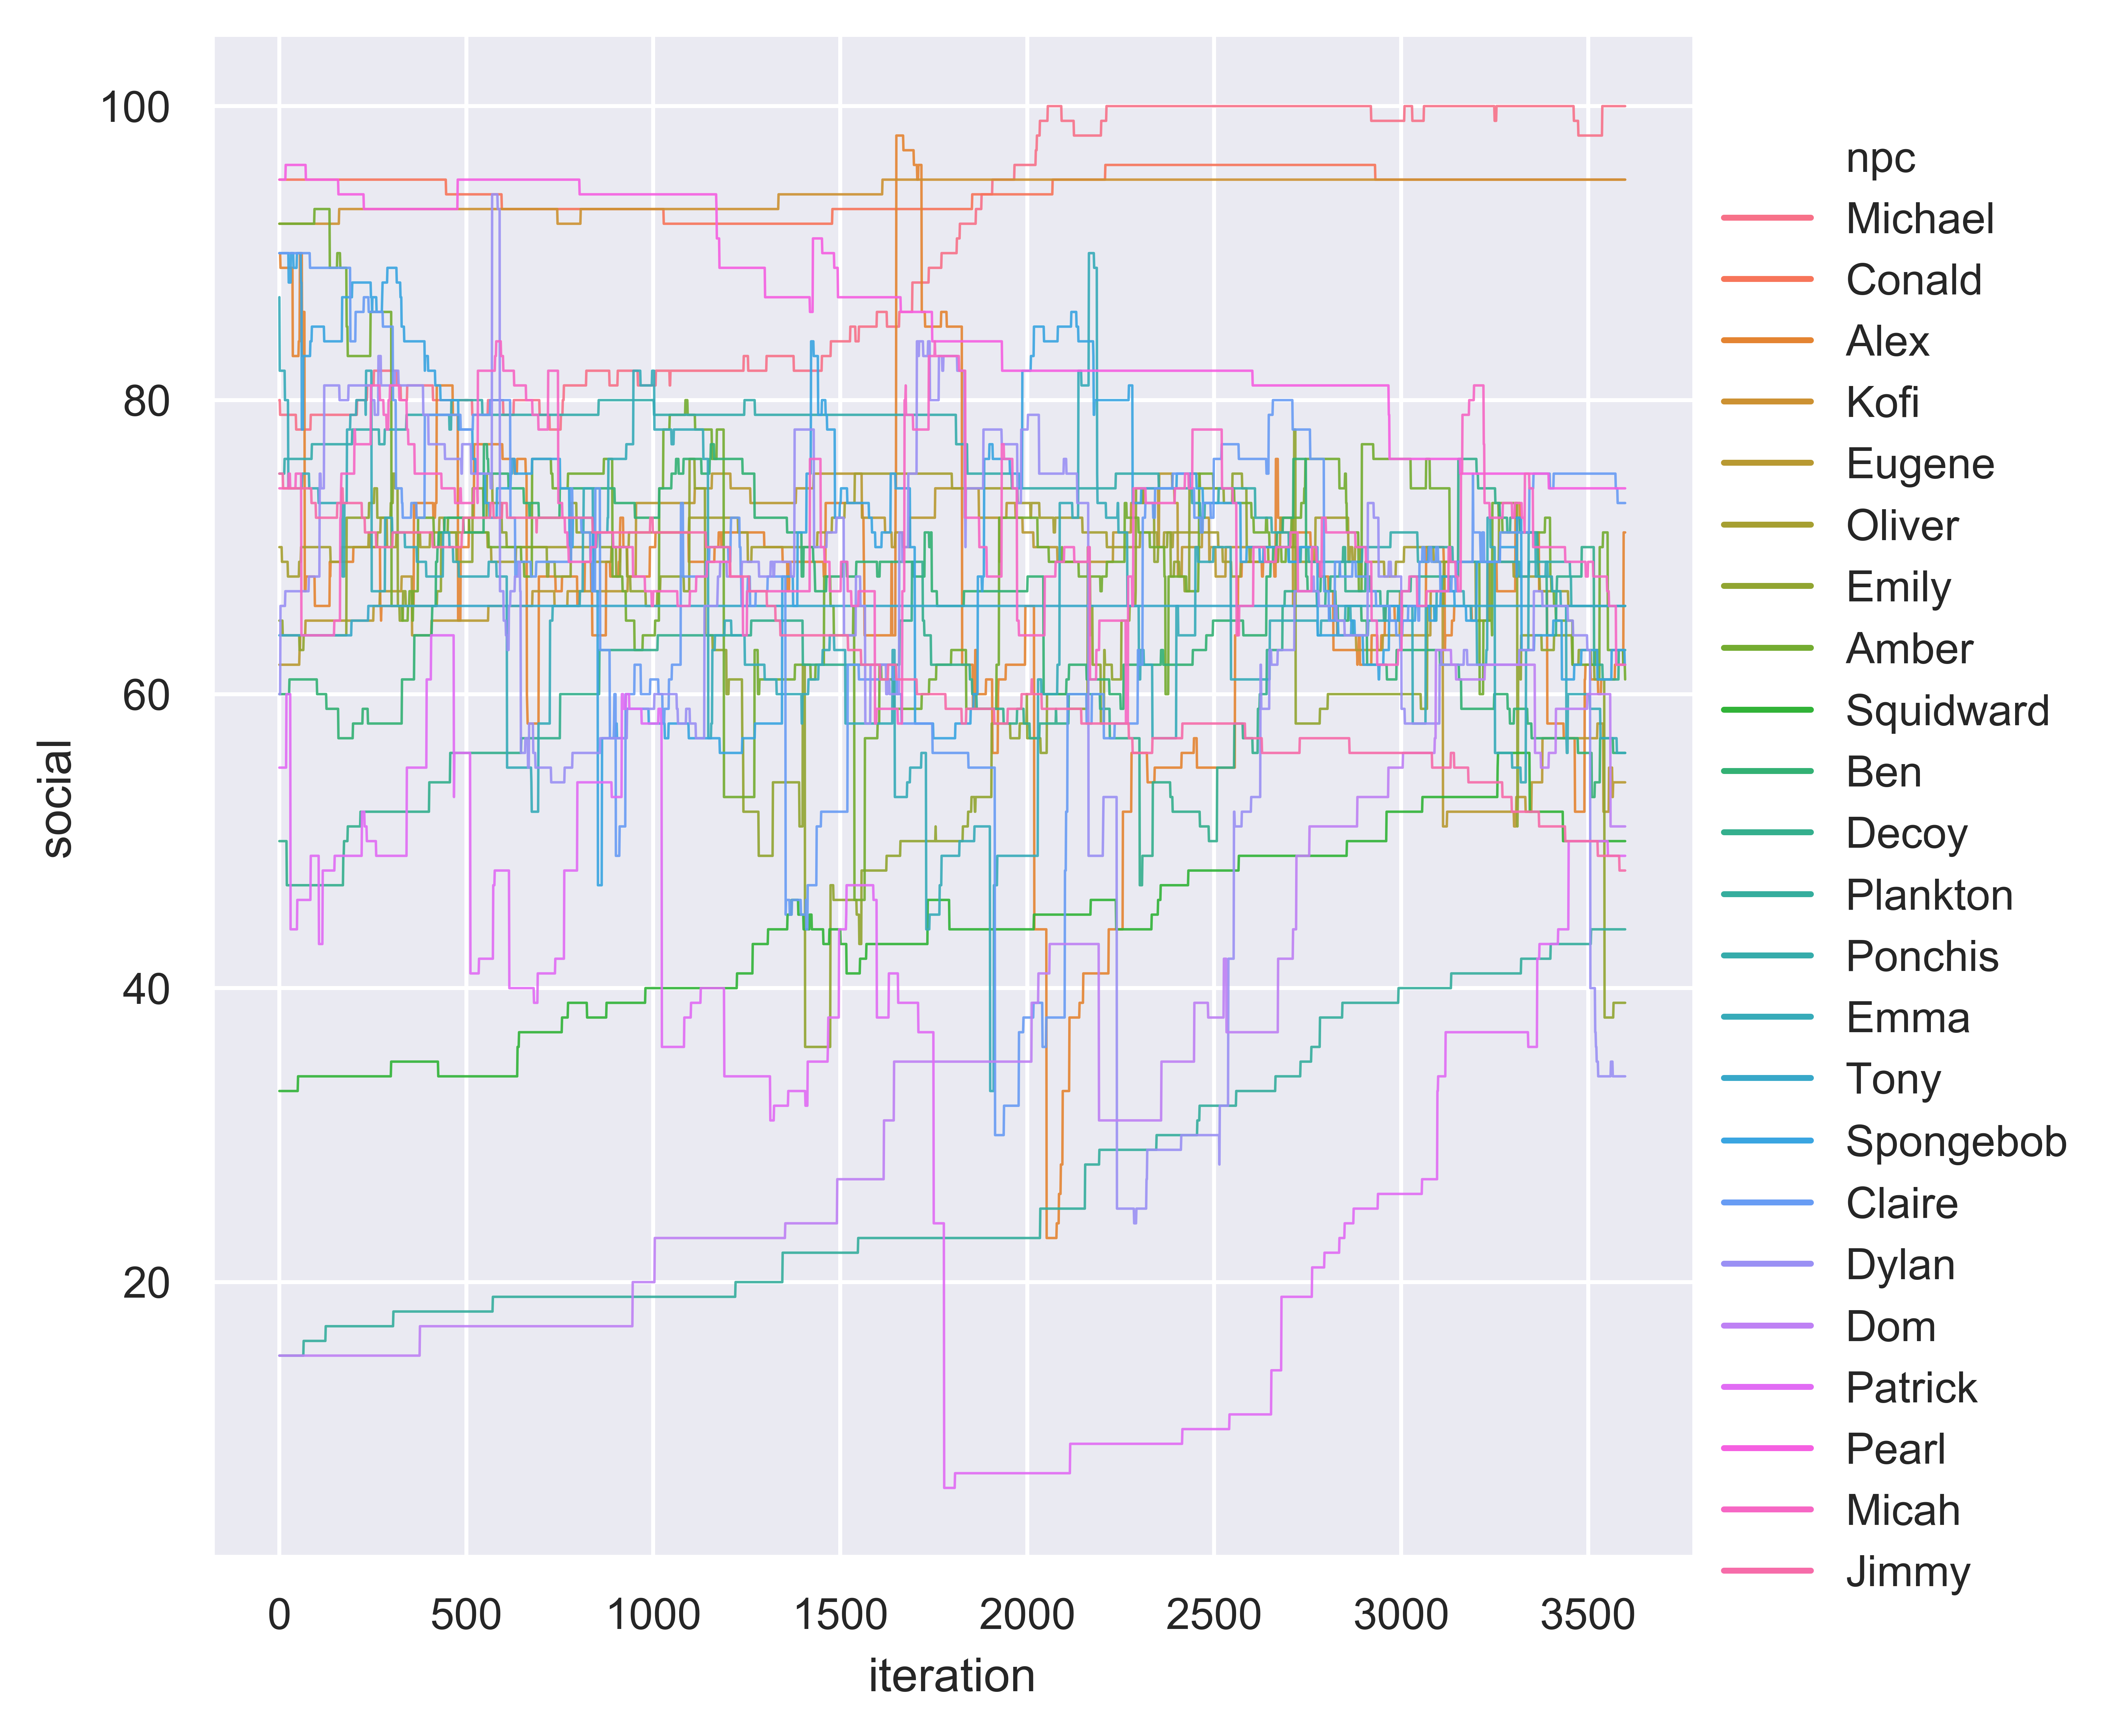 social
100
80
60
40
20
0 500 1000 1500 2000 2500 3000 3500
iteration
npc
Michael
Conald
Alex
Kofi
Eugene
Oliver
Emily
Amber
Squidward
Ben
Decoy
Plankton
Ponchis
Emma
Tony
Spongebob
Claire
Dylan
Dom
Patrick
Pearl
Micah
Jimmy